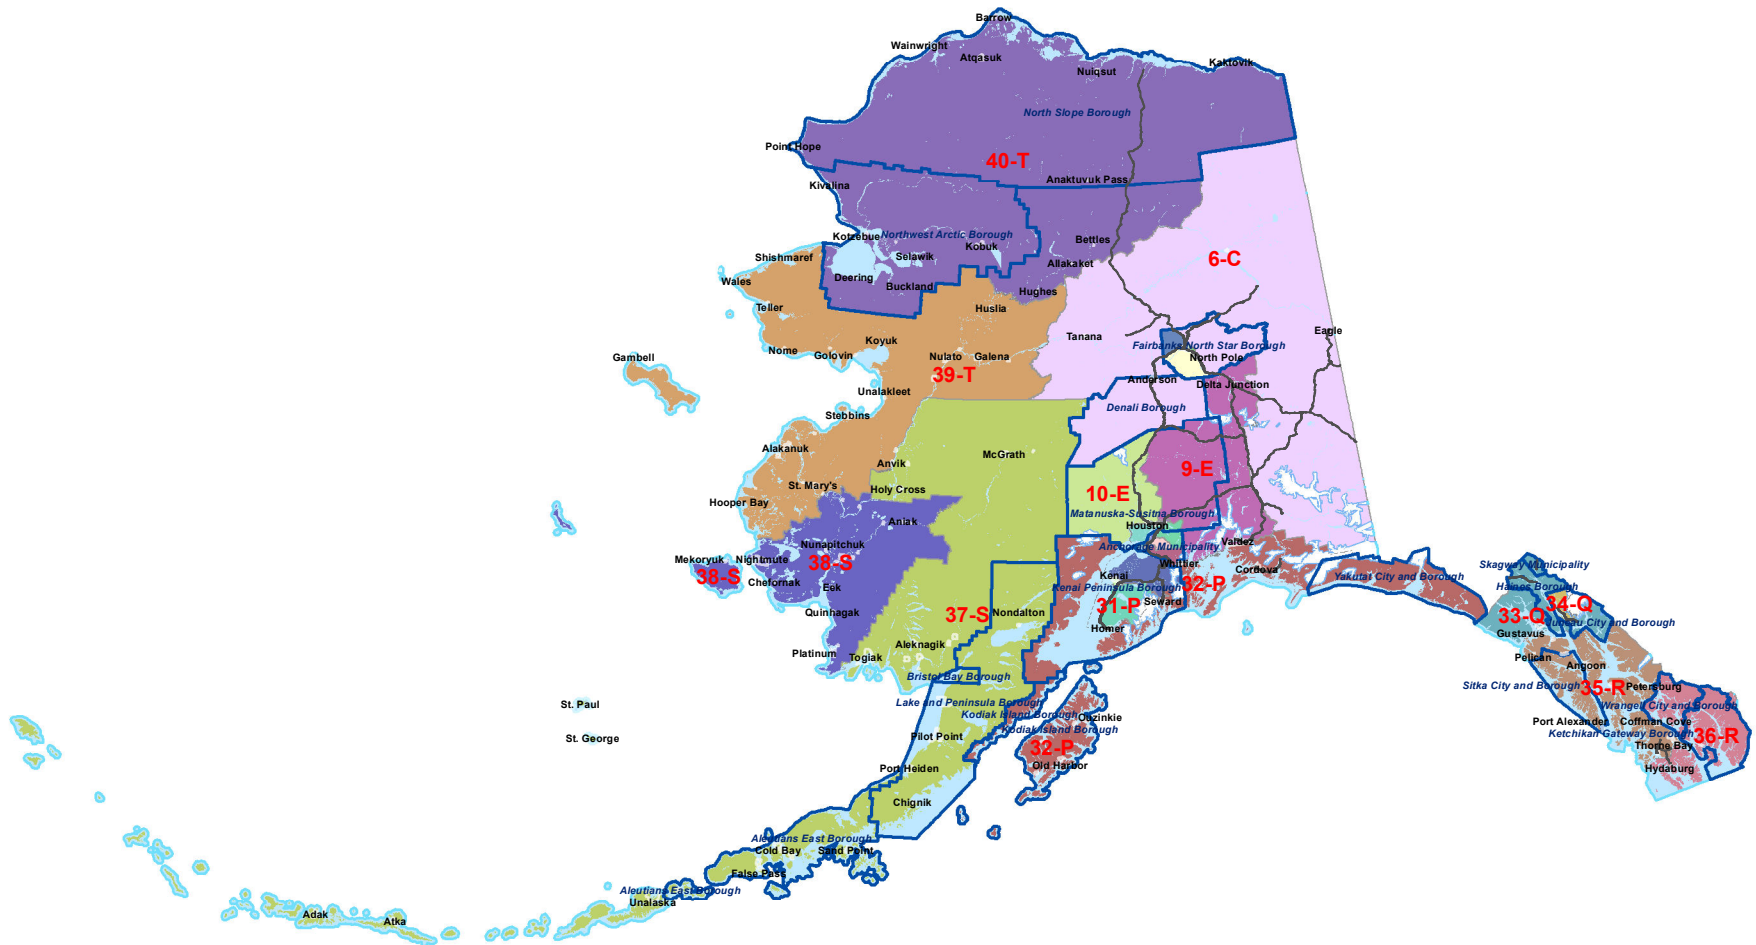 Barrow
Wainwright
Atqasuk
Nuiqsut
Kaktovik
North Slope Borough
Point Hope
40-T
Anaktuvuk Pass
Kivalina
Kotzebue
Northwest Arctic Borough
Kobuk
Bettles
Selawik
Shishmaref
Allakaket
6-C
Wales
Deering
Buckland
Hughes
Teller
Huslia
Eagle
Tanana
Koyuk
Fairbanks North Star Borough
Nome
Golovin
Nulato
Galena
North Pole
Gambell
39-T
Anderson
Delta Junction
Unalakleet
Denali Borough
Stebbins
Alakanuk
McGrath
Anvik
9-E
St. Mary's
Holy Cross
10-E
Hooper Bay
Matanuska-Susitna Borough
Aniak
Houston
Nunapitchuk
Anchorage Municipality
Valdez
Mekoryuk
Nightmute
38-S
38-S
Whittier
Cordova
Skagway Municipality
Chefornak
Eek
Kenai
32-P
Yakutat City and Borough
Kenai Peninsula Borough
Haines Borough
Quinhagak
37-S
Nondalton
31-P
Seward
34-Q
33-Q
Juneau City and Borough
Homer
Gustavus
Aleknagik
Platinum
Togiak
Pelican
Angoon
Bristol Bay Borough
Sitka City and Borough
35-R
Petersburg
St. Paul
Lake and Peninsula Borough
Wrangell City and Borough
Kodiak Island Borough
Ouzinkie
Port Alexander
Coffman Cove
Kodiak Island Borough
St. George
Pilot Point
Ketchikan Gateway Borough
36-R
32-P
Thorne Bay
Old Harbor
Port Heiden
Hydaburg
Chignik
Aleutians East Borough
Cold Bay
Sand Point
False Pass
Aleutians East Borough
Unalaska
Adak
Atka